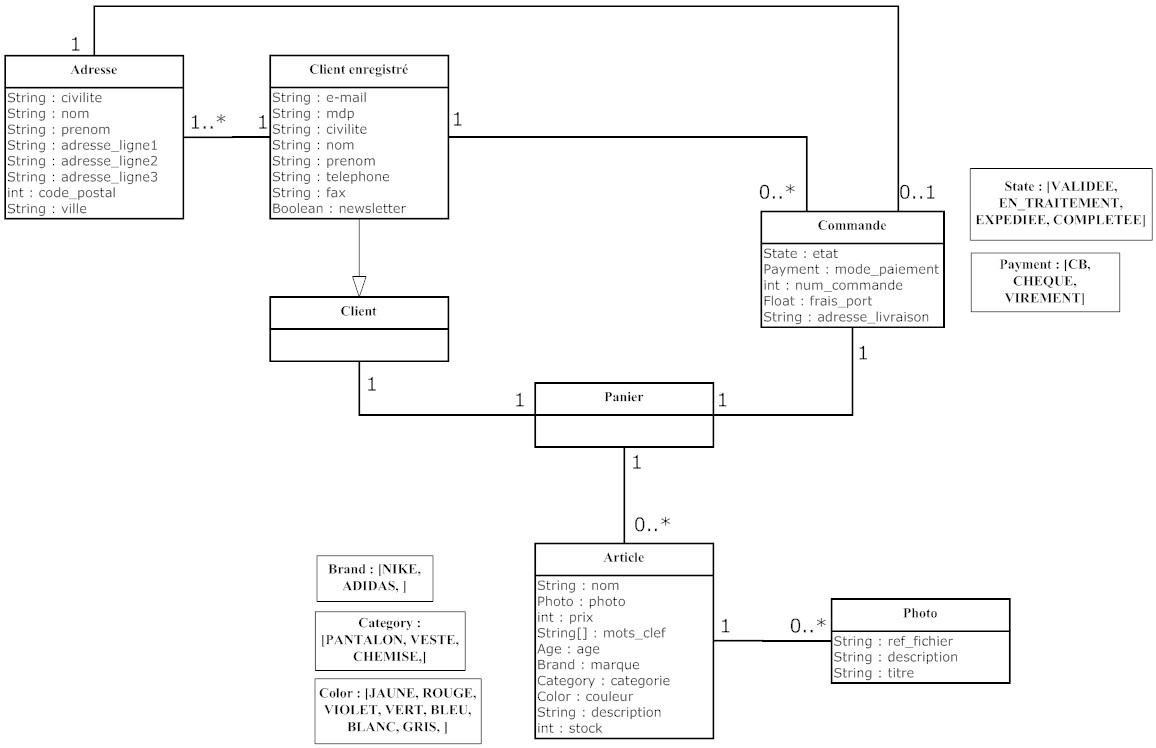 1
Adresse
String : civilite
String : nom
String : prenom
String : adresse_ligne1
String : adresse_ligne2
String : adresse_ligne3
int : code_postal
String : ville
1..*
1
Client enregistré
String : e-mail
String : mdp
String : civilite
String : nom
String : prenom
String : telephone
String : fax
Boolean : newsletter
1
0..*
0..1
Commande
State : etat
Payment : mode_paiement
int : num_commande
Float : frais_port
String : adresse_livraison
State : [VALIDEE,
EN_TRAITEMENT,
EXPEDIEE, COMPLETEE]
Payment : [CB,
CHEQUE,
VIREMENT]
Client
1
1
Panier
1
1
1
0..*
Brand : [NIKE,
ADIDAS, ]
Category :
[PANTALON, VESTE,
CHEMISE,]
Color : [JAUNE, ROUGE,
VIOLET, VERT, BLEU,
BLANC, GRIS, ]
Article
String : nom
Photo : photo
int : prix
String[] : mots_clef
Age : age
Brand : marque
Category : categorie
Color : couleur
String : description
int : stock
1
0..*
Photo
String : ref_fichier
String : description
String : titre